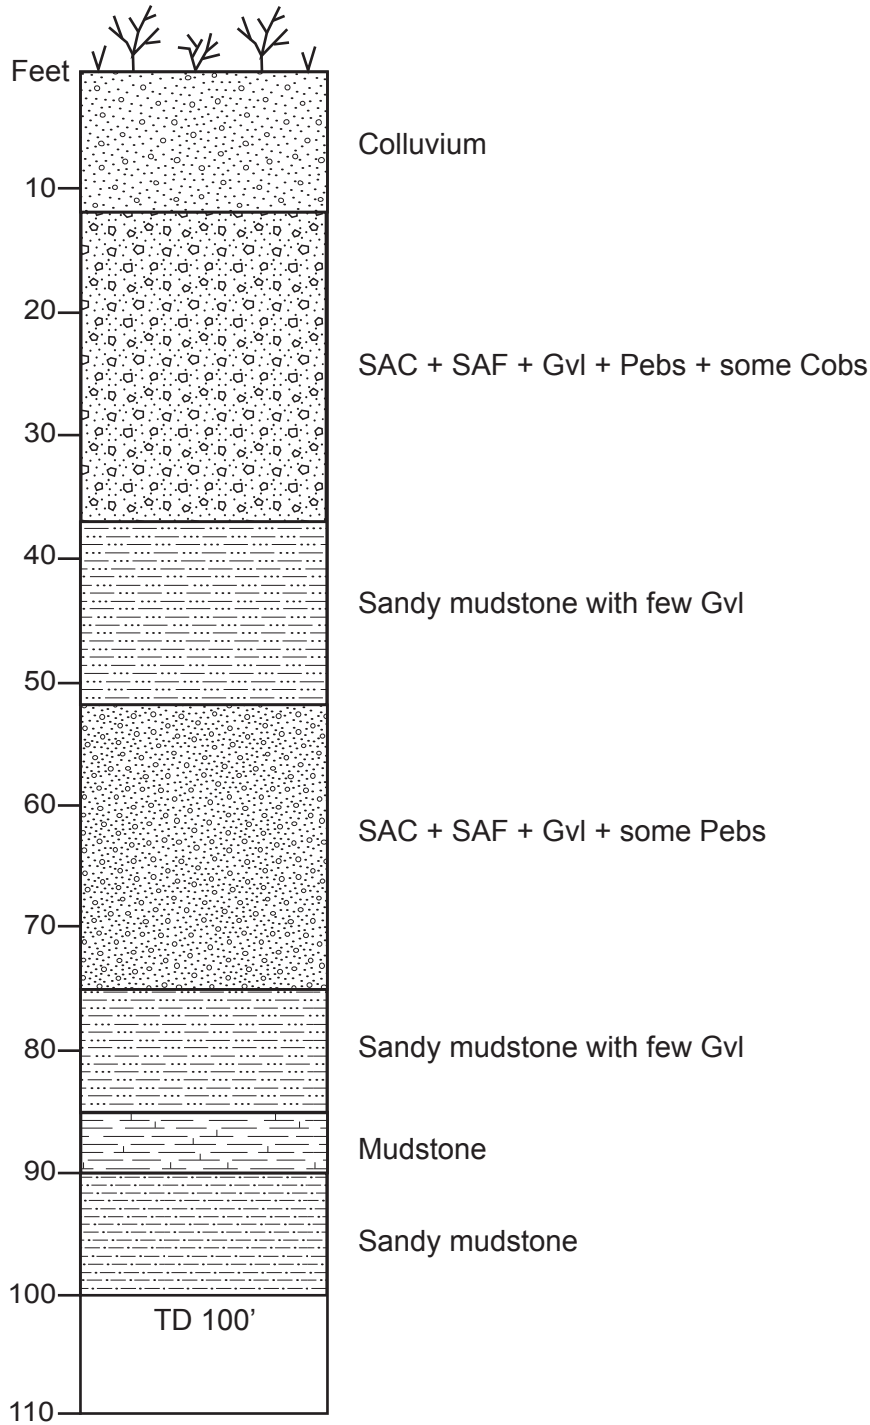 Feet
Colluvium
10
20
SAC + SAF + Gvl + Pebs + some Cobs
30
40
Sandy mudstone with few Gvl
50
60
SAC + SAF + Gvl + some Pebs
70
80
Sandy mudstone with few Gvl
Mudstone
90
Sandy mudstone
100
TD 100’
110